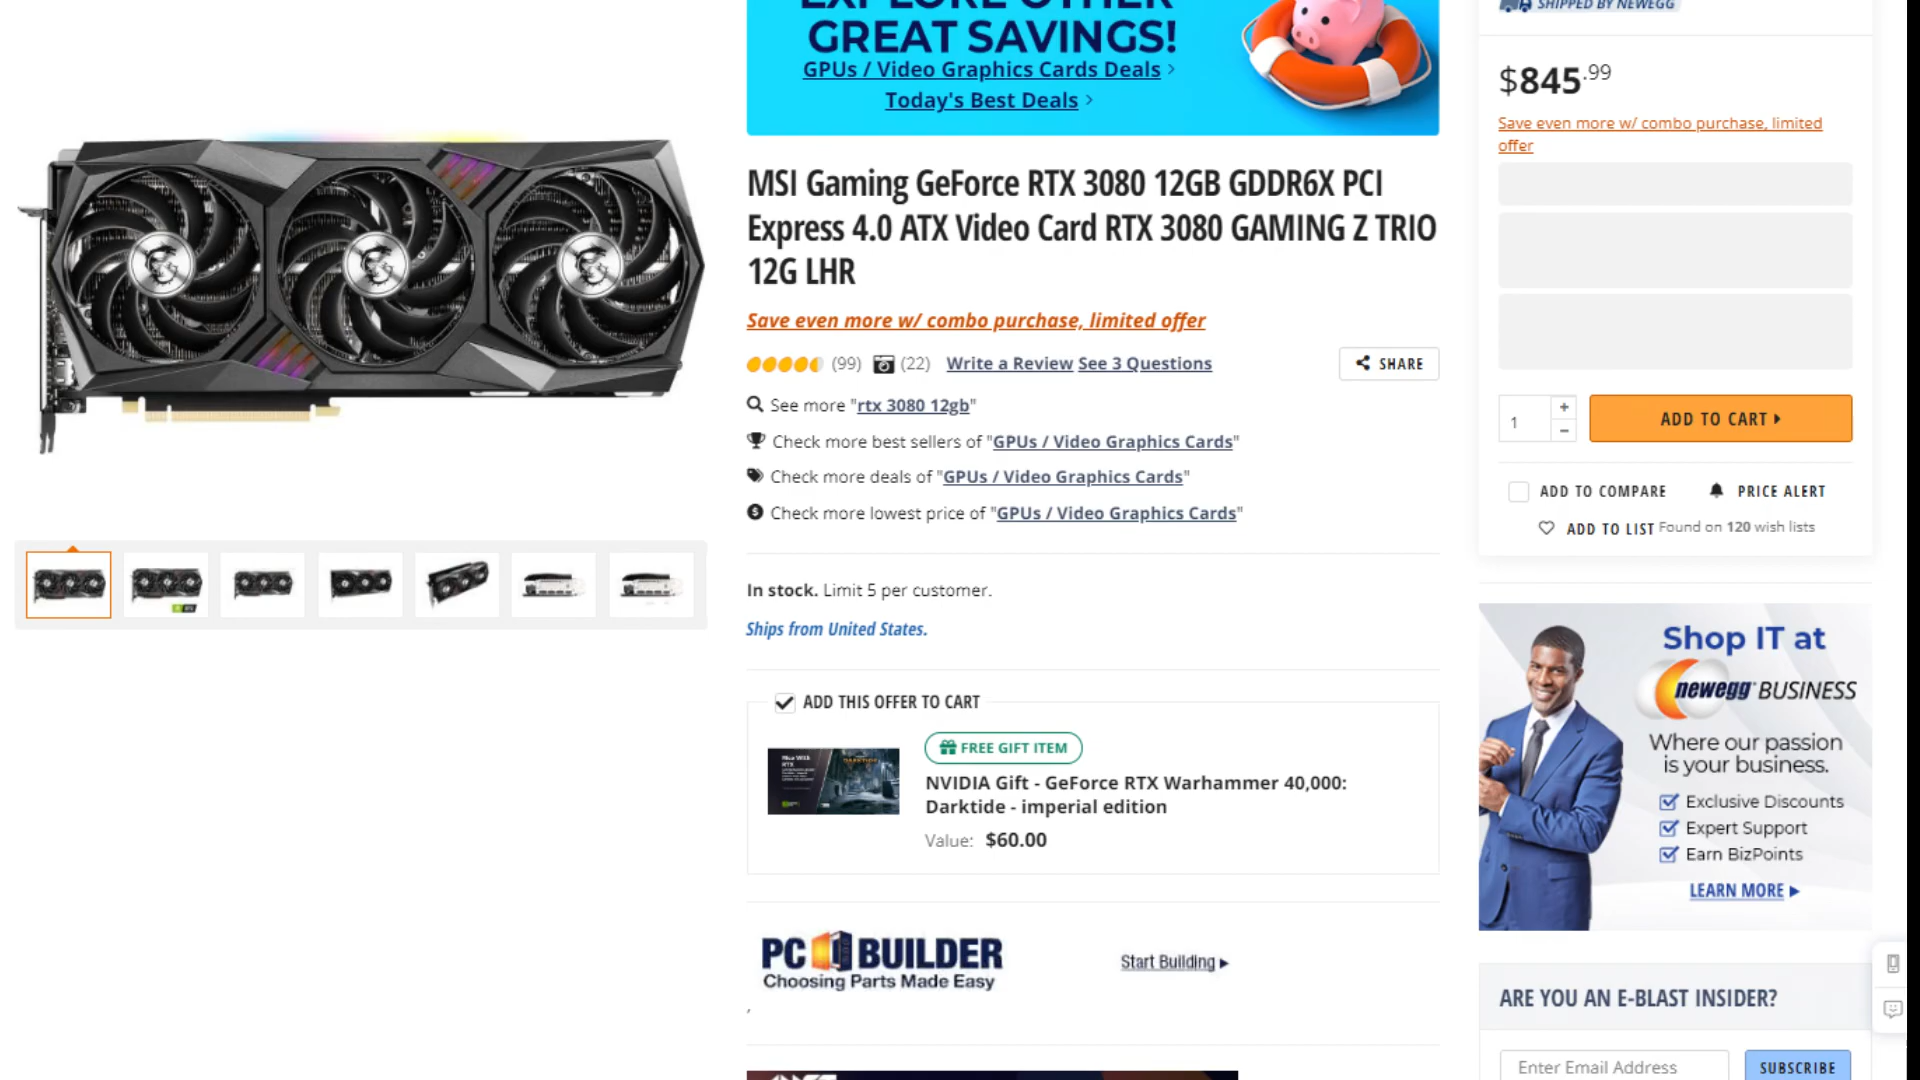 EXPLORE OTHER
GREAT SAVINGS!
GPUs / Video Graphics Cards Deals
Today's Best Deals
MSI Gaming GeForce RTX 3080 12GB GDDR6X PCI
Express 4.0 ATX Video Card RTX 3080 GAMING Z TRIO
12G LHR
Save even more w/ combo purchase, limited offer
(99) (22) Write a Review See 3 Questions
SHARE
See more "rtx 3080 12gb"
Check more best sellers of "GPUs / Video Graphics Cards"
Check more deals of "GPUs / Video Graphics Cards"
Check more lowest price of "GPUs / Video Graphics Cards"
In stock. Limit 5 per customer.
Ships from United States.
ADD THIS OFFER TO CART
FREE GIFT ITEM
NVIDIA Gift - GeForce RTX Warhammer 40,000:
Darktide - imperial edition
Value: $60.00
PC BUILDER
Choosing Parts Made Easy
Start Building
,
SHIPPED BY NEWEGG
$845.99
Save even more w/ combo purchase, limited
offer
1
+
−
ADD TO CART
ADD TO COMPARE
PRICE ALERT
ADD TO LIST Found on 120 wish lists
Shop IT at
newegg BUSINESS
Where our passion
is your business.
Exclusive Discounts
Expert Support
Earn BizPoints
LEARN MORE
ARE YOU AN E-BLAST INSIDER?
Enter Email Address
SUBSCRIBE